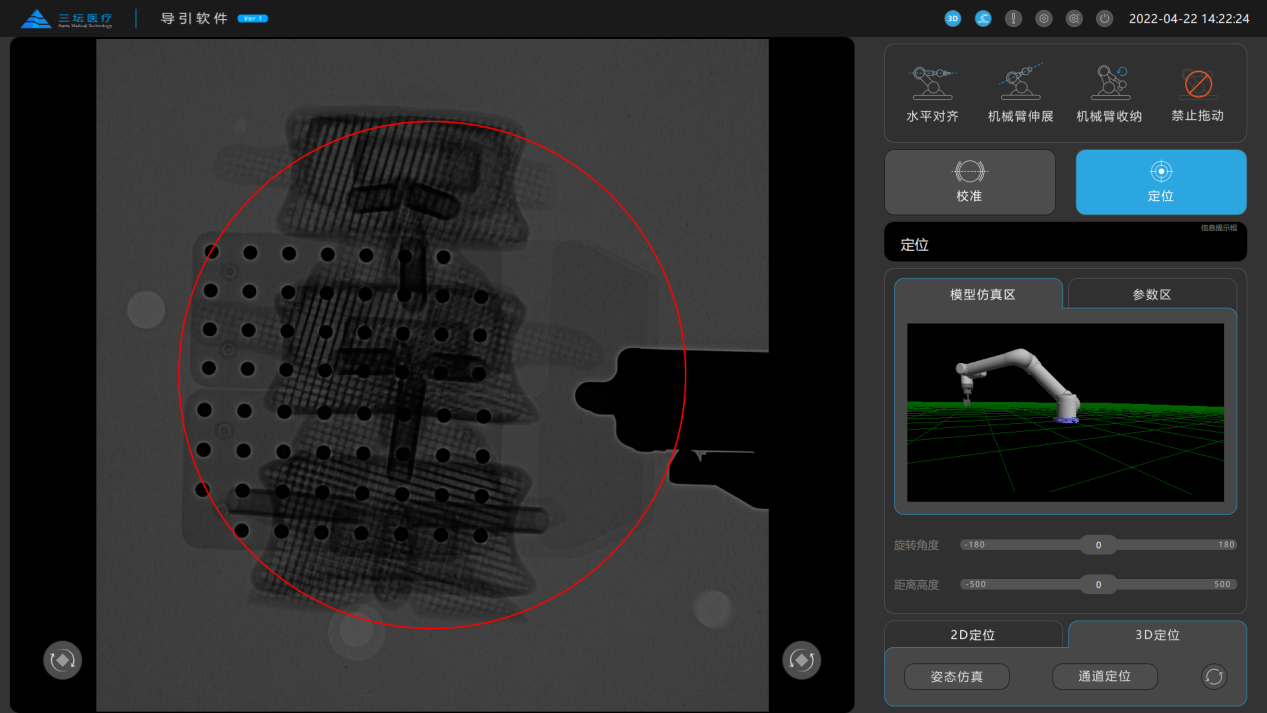 三坛医疗
Santa Medical Technology
导引软件
Ver 1
3D
2022-04-22 14:22:24
水平对齐
机械臂伸展
机械臂收纳
禁止拖动
校准
定位
信息提示框
定位
模型仿真区
参数区
旋转角度
-180
0
180
距离高度
-500
0
500
2D定位
3D定位
姿态仿真
通道定位